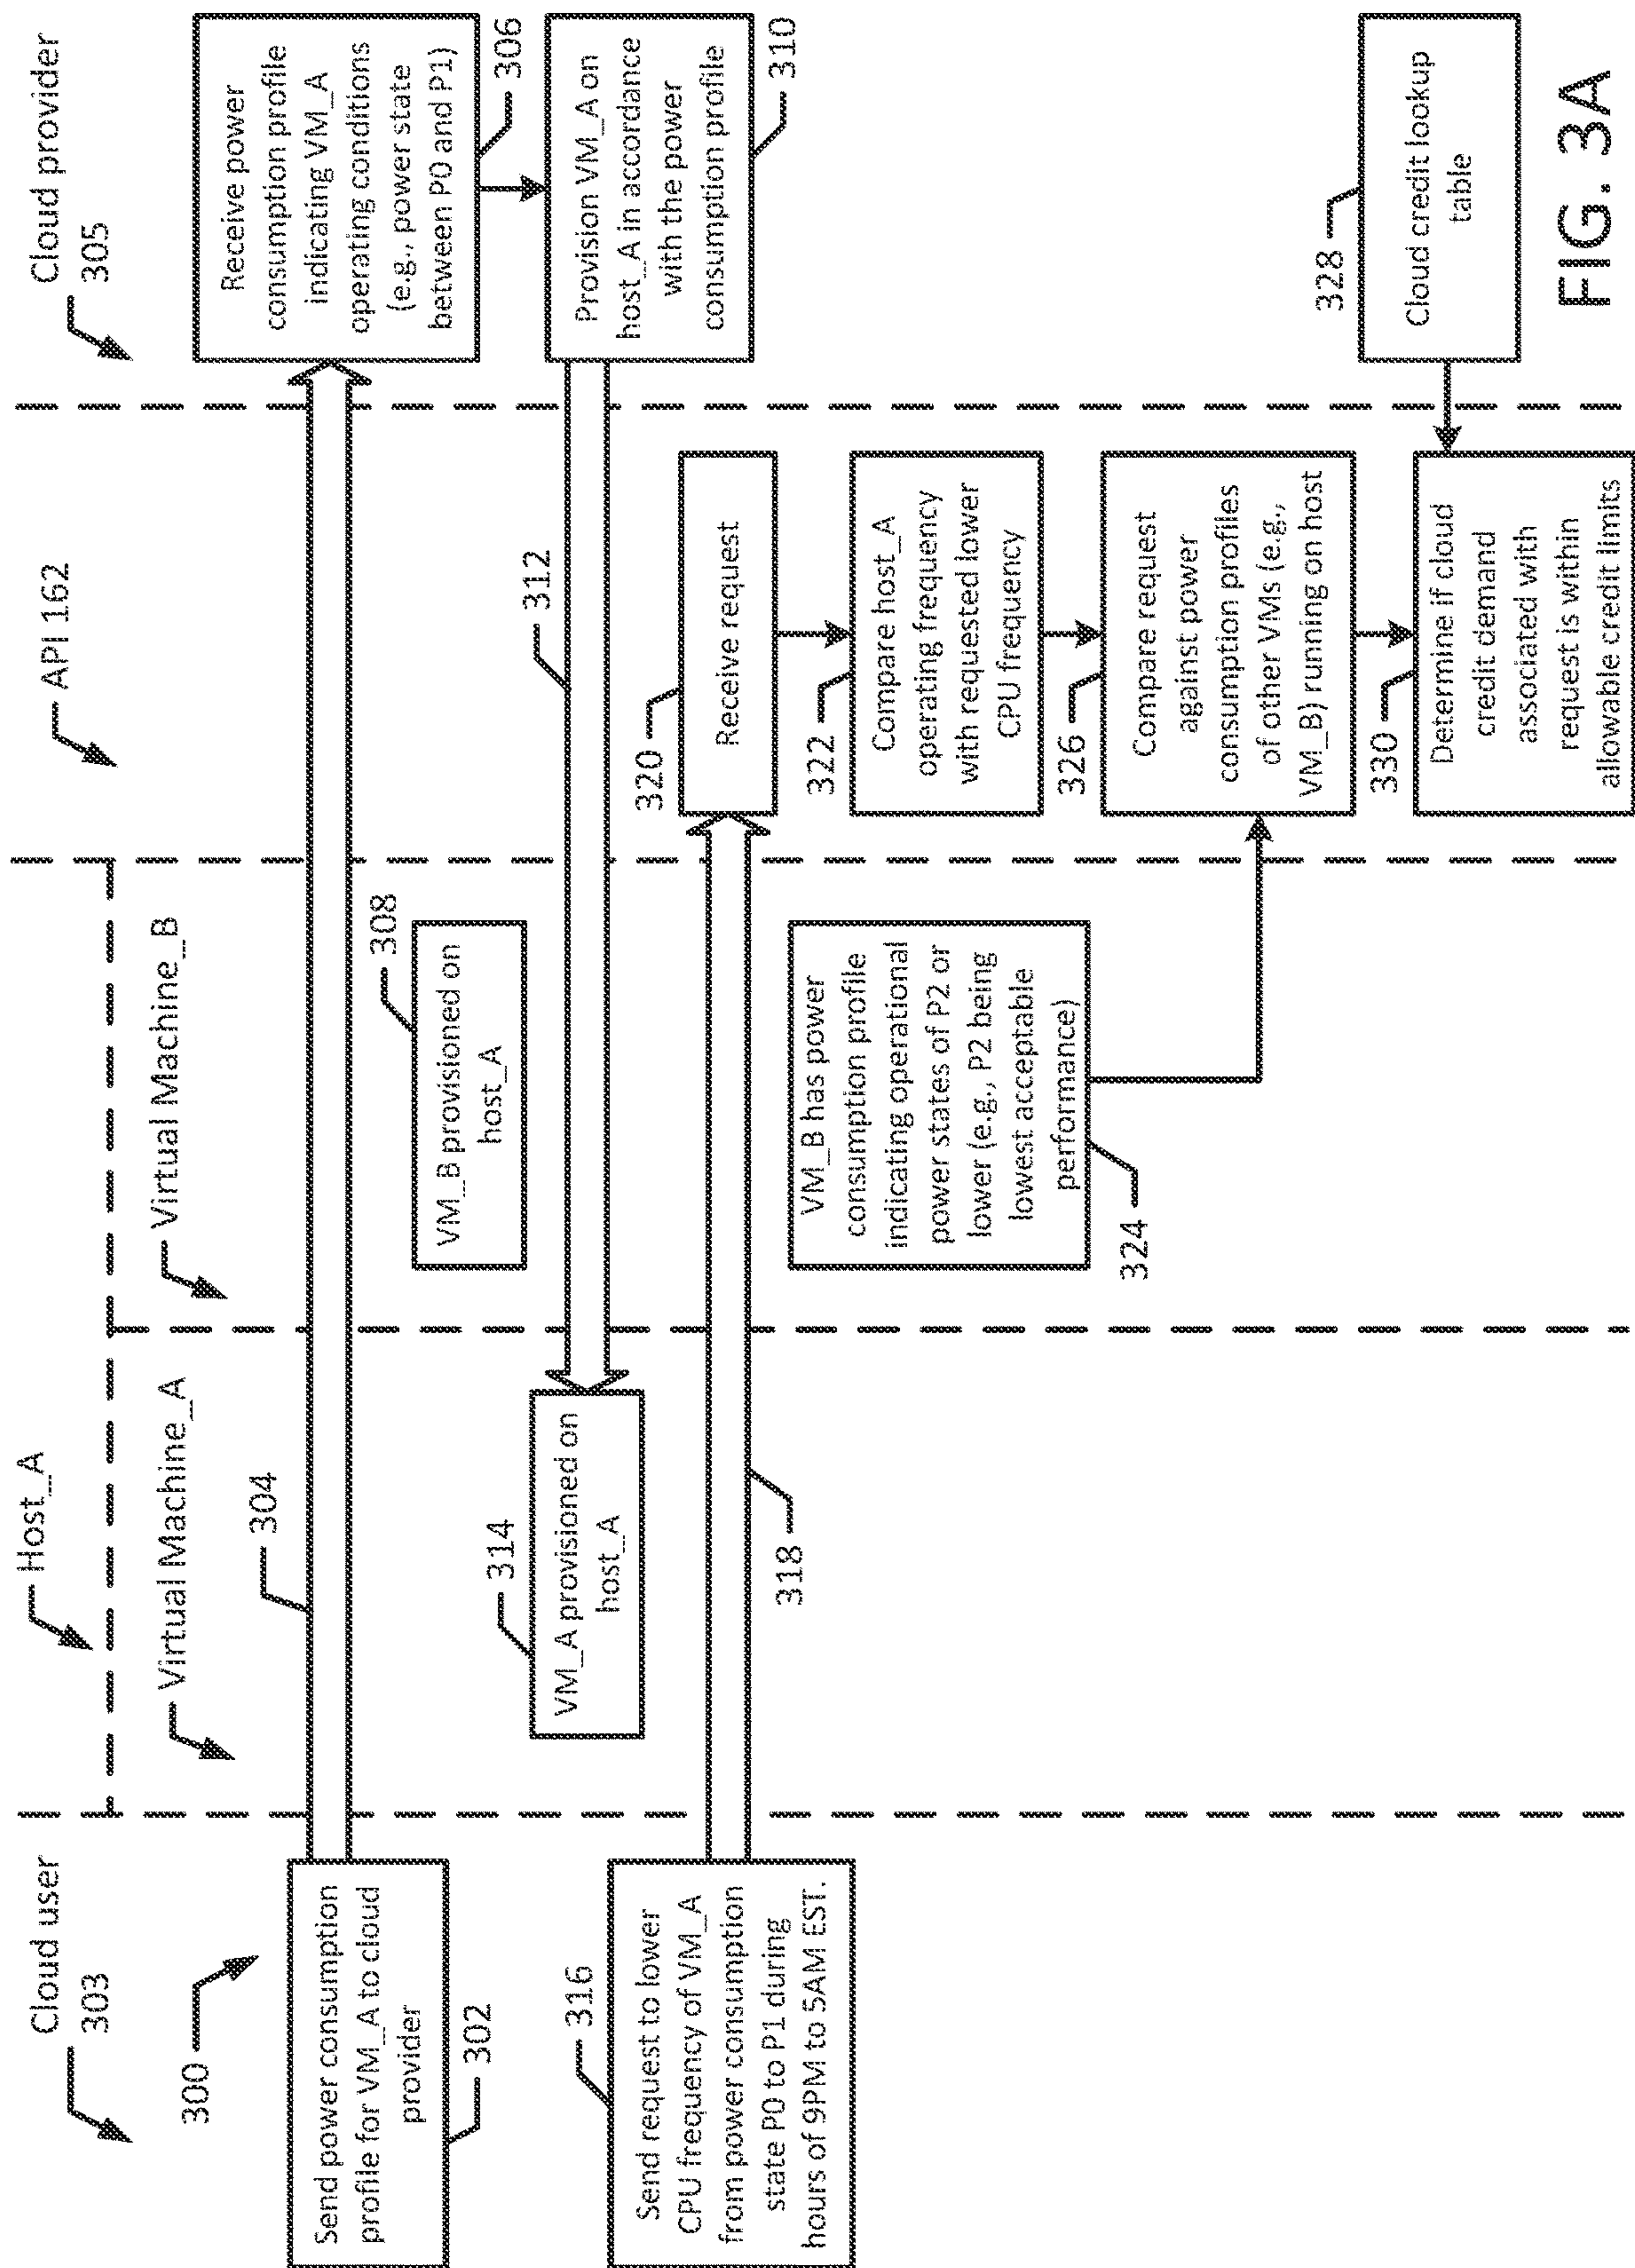 Cloud user
303
Host_A
Virtual Machine_A
Virtual Machine_B
API 162
Cloud provider
305
300
Send power consumption
profile for VM_A to cloud
provider
302
304
Receive power
consumption profile
indicating VM_A
operating conditions
(e.g., power state
between P0 and P1)
306
308
VM_B provisioned on
host_A
Provision VM_A on
host_A in accordance
with the power
consumption profile
310
312
314
VM_A provisioned on
host_A
316
Send request to lower
CPU frequency of VM_A
from power consumption
state P0 to P1 during
hours of 9PM to 5AM EST.
318
320
Receive request
322
Compare host_A
operating frequency
with requested lower
CPU frequency
VM_B has power
consumption profile
indicating operational
power states of P2 or
lower (e.g., P2 being
lowest acceptable
performance)
324
326
Compare request
against power
consumption profiles
of other VMs (e.g.,
VM_B) running on host
328
Cloud credit lookup
table
330
Determine if cloud
credit demand
associated with
request is within
allowable credit limits
FIG. 3A